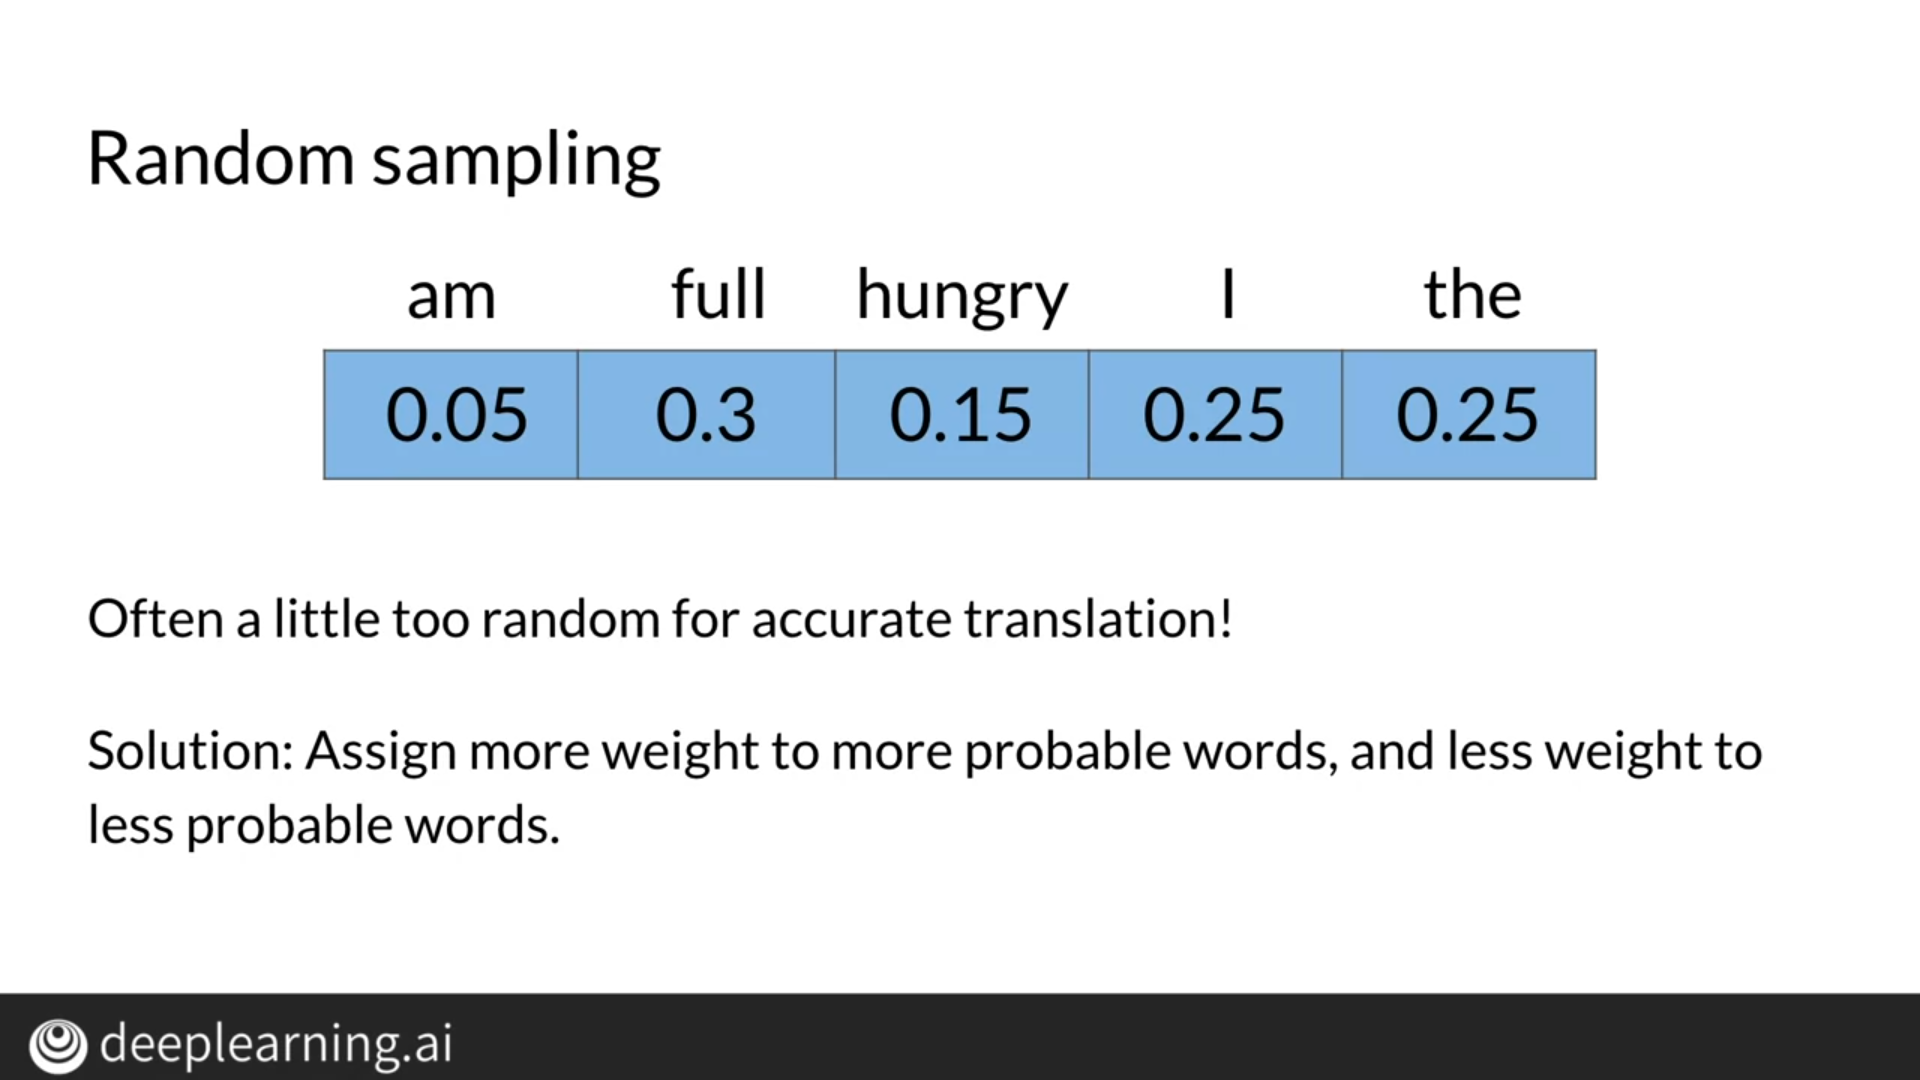 Random sampling
am full hungry I the
0.05 0.3 0.15 0.25 0.25
Often a little too random for accurate translation!
Solution: Assign more weight to more probable words, and less weight to
less probable words.
deeplearning.ai